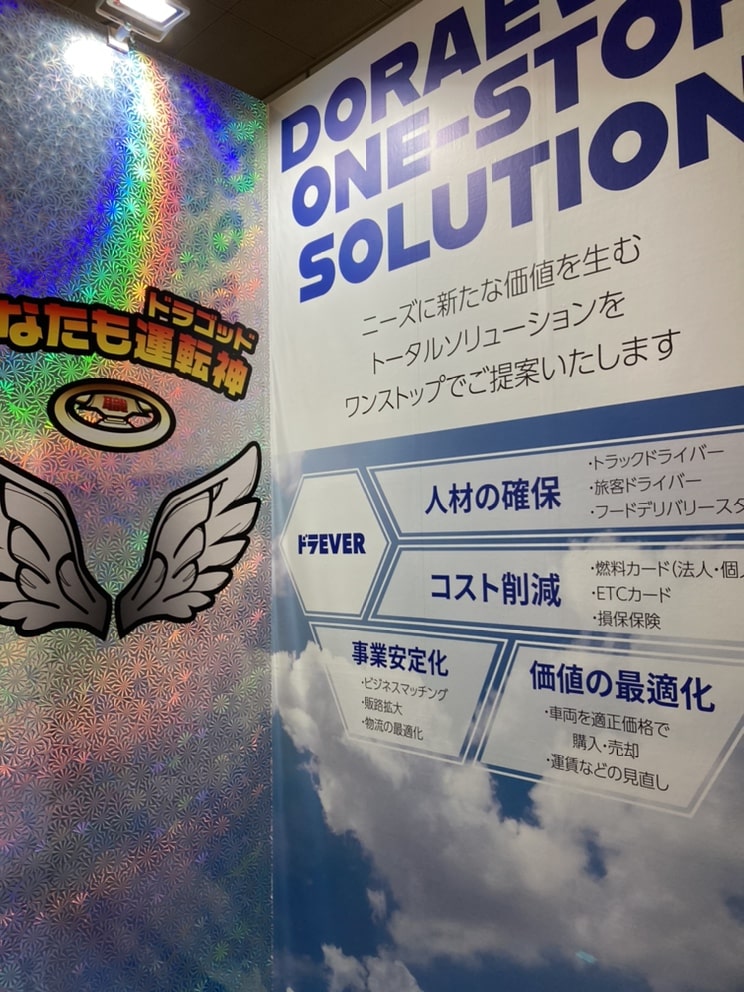 ドラゴッド
なたも運転神
DORAEV
ONE-STOP
SOLUTION
ニーズに新たな価値を生む
トータルソリューションを
ワンストップでご提案いたします
ドラEVER
人材の確保
・トラックドライバー
・旅客ドライバー
・フードデリバリースタ
コスト削減
・燃料カード(法人・個人
・ETCカード
・損保保険
事業安定化
・ビジネスマッチング
・販路拡大
・物流の最適化
価値の最適化
・車両を適正価格で
購入・売却
・運賃などの見直し